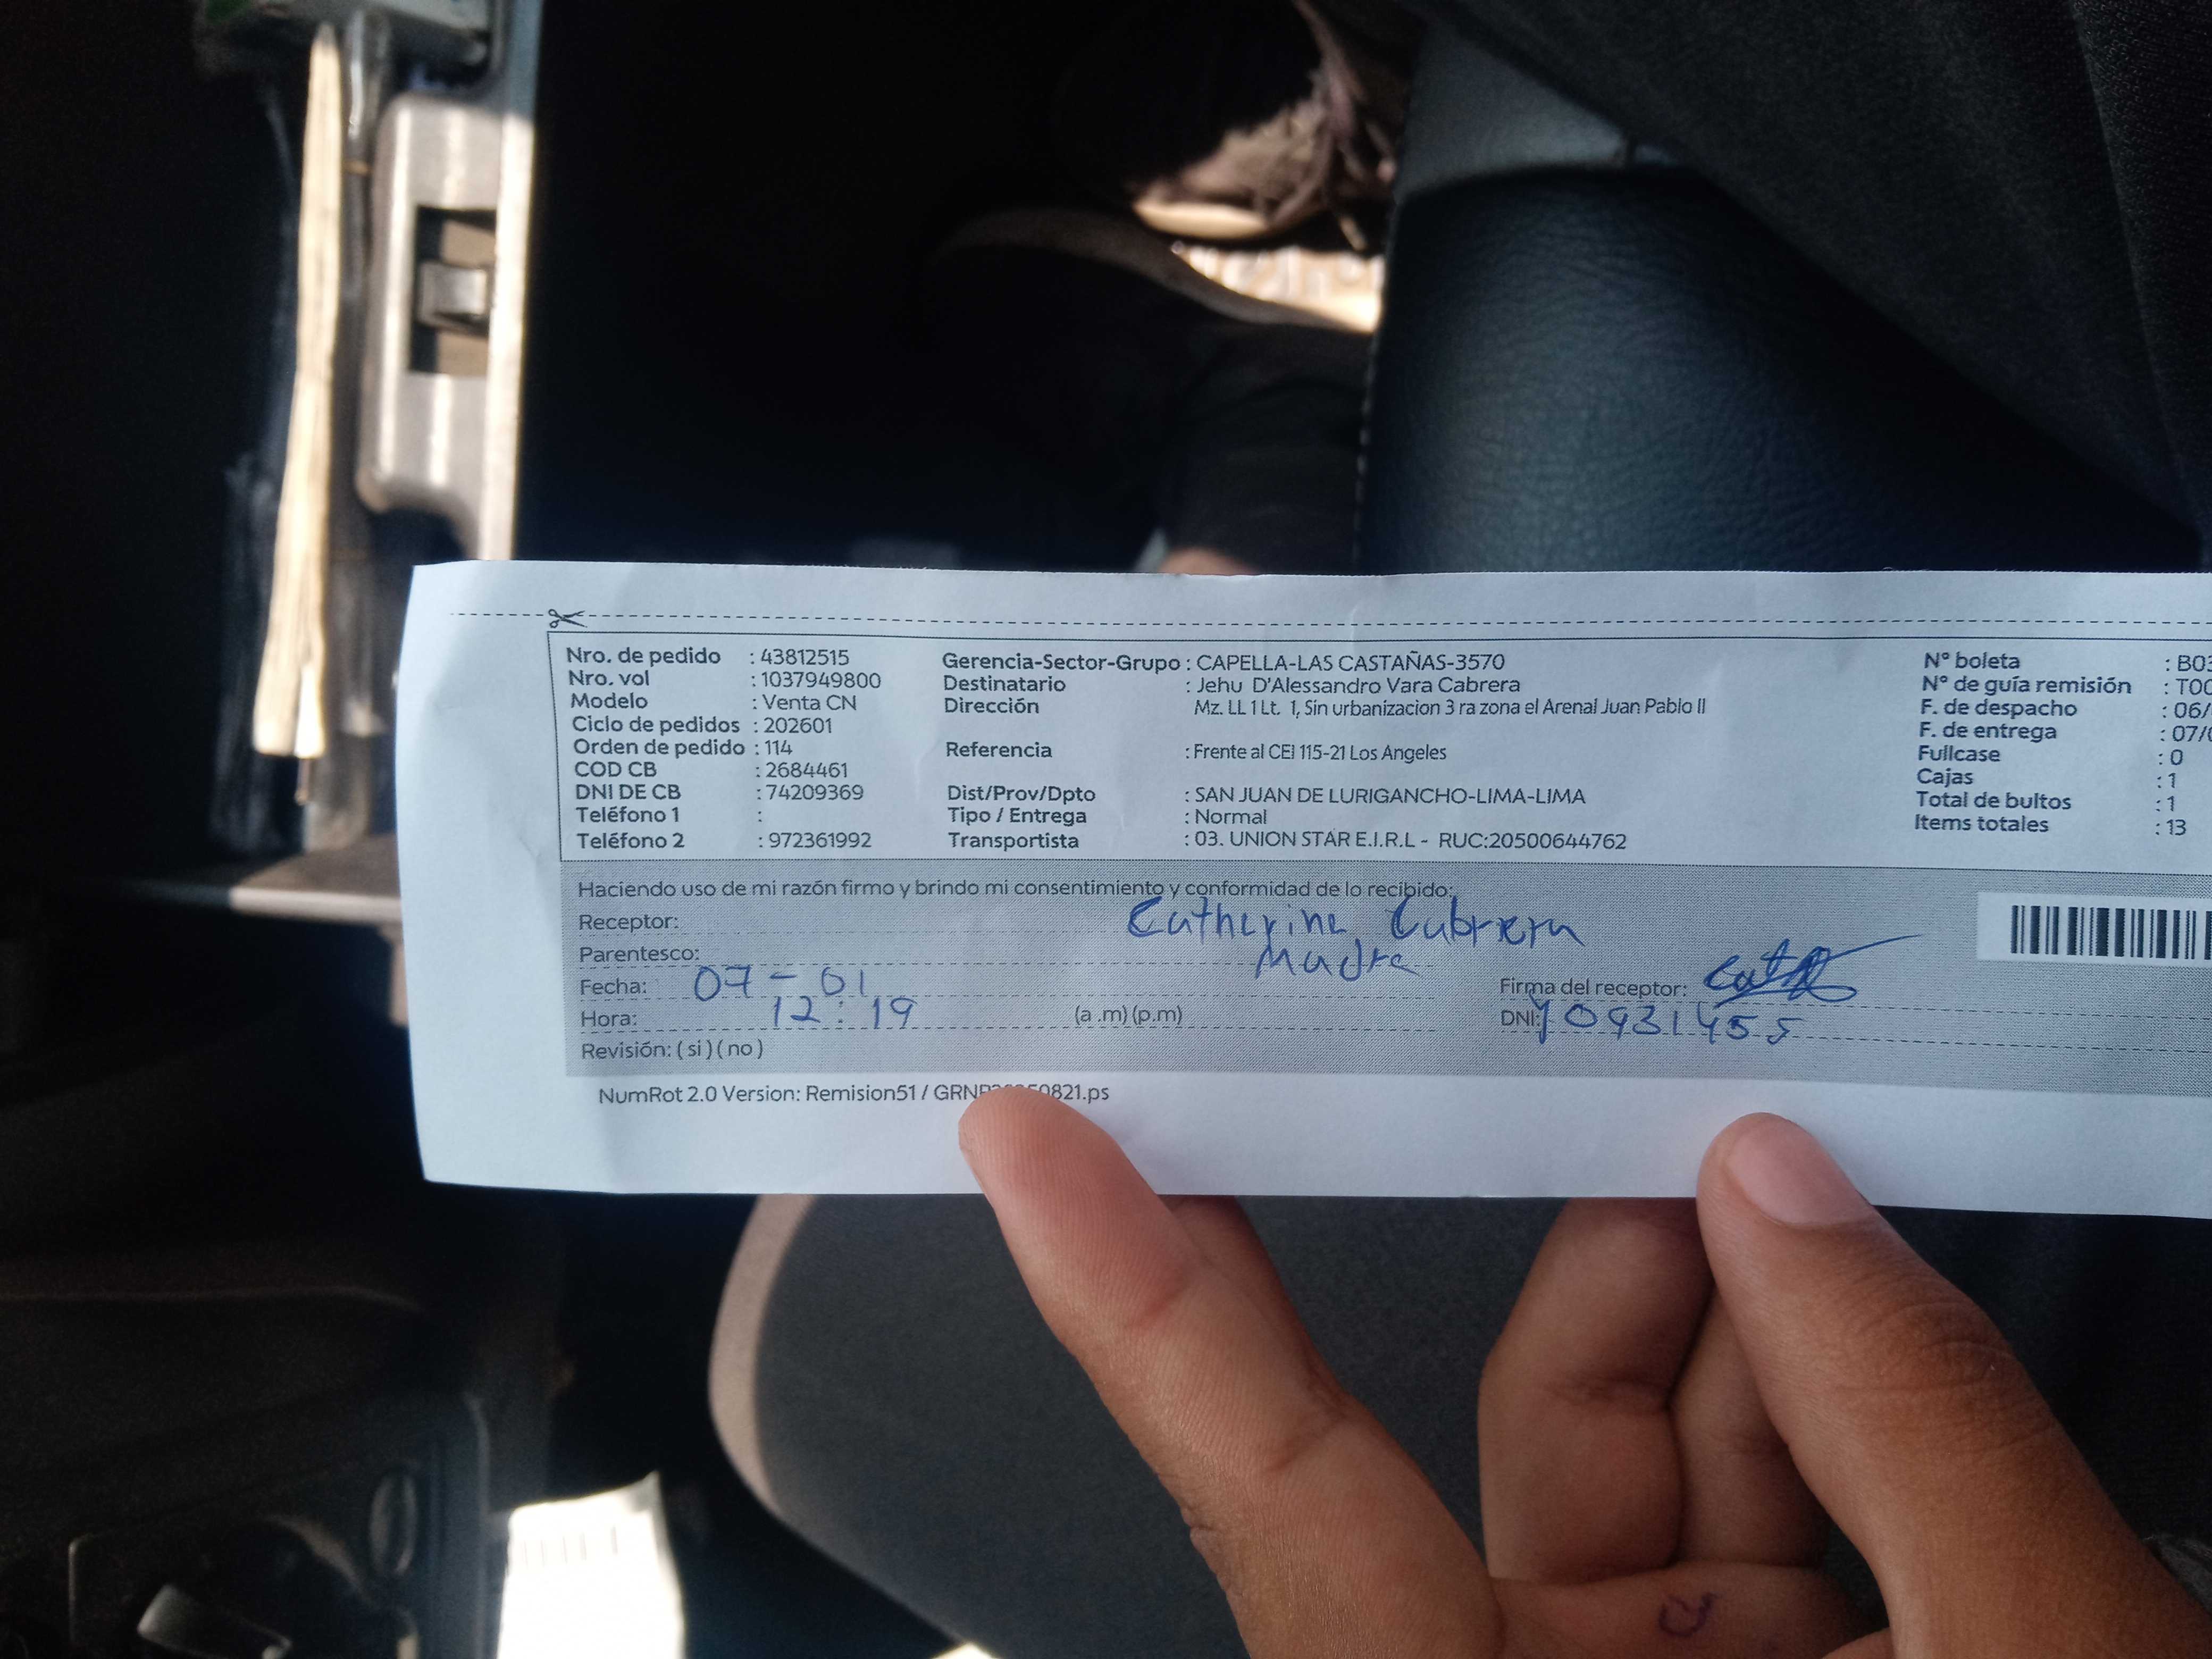 Nro. de pedido : 43812515
Nro. vol : 1037949800
Modelo : Venta CN
Ciclo de pedidos : 202601
Orden de pedido : 114
COD CB : 2684461
DNI DE CB : 74209369
Teléfono 1 :
Teléfono 2 : 972361992
Gerencia-Sector-Grupo : CAPELLA-LAS CASTAÑAS-3570
Destinatario : Jehu D'Alessandro Vara Cabrera
Dirección Mz. LL 1 Lt. 1, Sin urbanizacion 3 ra zona el Arenal Juan Pablo II
Referencia : Frente al CEI 115-21 Los Angeles
Dist/Prov/Dpto : SAN JUAN DE LURIGANCHO-LIMA-LIMA
Tipo / Entrega : Normal
Transportista : 03. UNION STAR E.I.R.L - RUC:20500644762
N° boleta : B03
N° de guía remisión : T00
F. de despacho : 06/
F. de entrega : 07/
Fullcase : 0
Cajas : 1
Total de bultos : 1
Items totales : 13
Haciendo uso de mi razón firmo y brindo mi consentimiento y conformidad de lo recibido:
Receptor: Catherine Cabrera
Parentesco: Madre
Fecha: 07-01
Hora: 12:19 (a .m) (p.m)
Revisión: ( si ) ( no )
Firma del receptor:
DNI: 10931455
NumRot 2.0 Version: Remision51 / 0821.ps